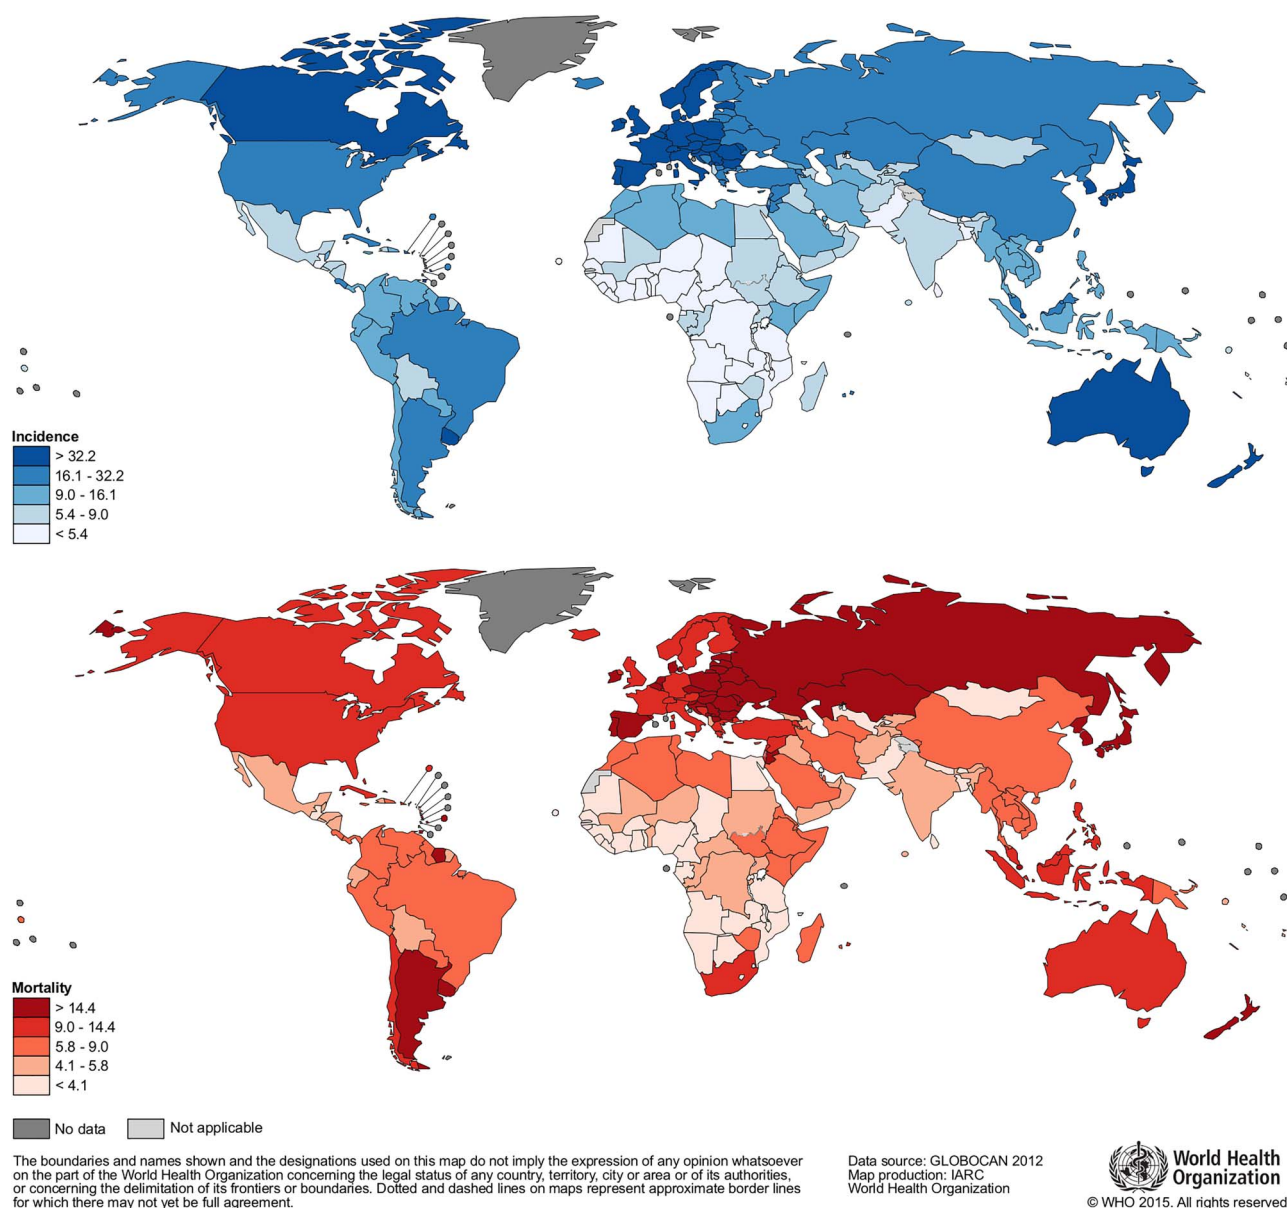 Incidence
> 32.2
16.1 - 32.2
9.0 - 16.1
5.4 - 9.0
< 5.4
Mortality
> 14.4
9.0 - 14.4
5.8 - 9.0
4.1 - 5.8
< 4.1
No data
Not applicable
The boundaries and names shown and the designations used on this map do not imply the expression of any opinion whatsoever
on the part of the World Health Organization concerning the legal status of any country, territory, city or area or of its authorities,
or concerning the delimitation of its frontiers or boundaries. Dotted and dashed lines on maps represent approximate border lines
for which there may not yet be full agreement.
Data source: GLOBOCAN 2012
Map production: IARC
World Health Organization
World Health
Organization
© WHO 2015. All rights reserved